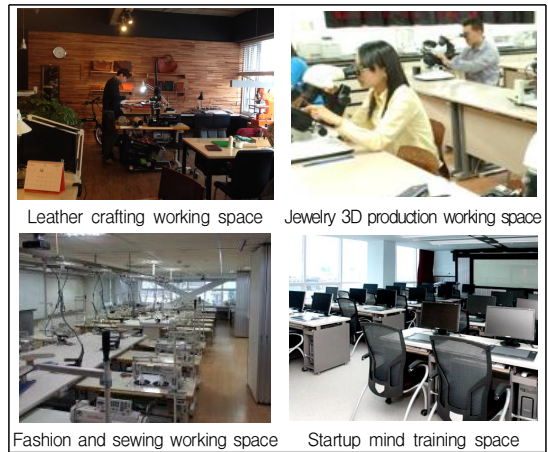 Leather crafting working space
Jewelry 3D production working space
Fashion and sewing working space
Startup mind training space